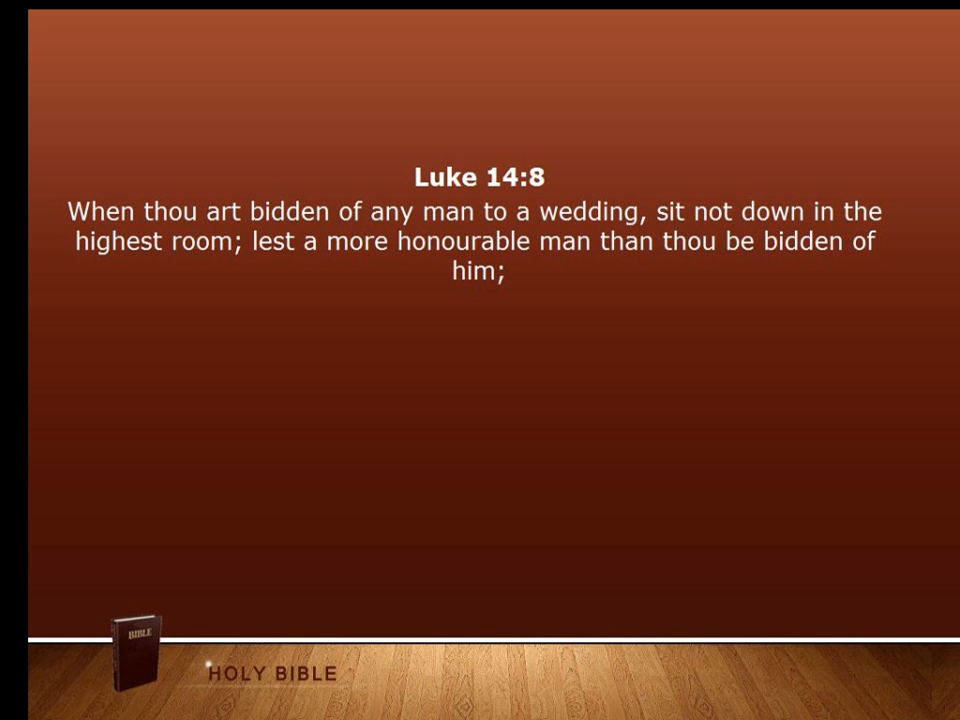 Luke 14:8
When thou art bidden of any man to a wedding, sit not down in the
highest room; lest a more honourable man than thou be bidden of
him;
BIBLE
HOLY BIBLE